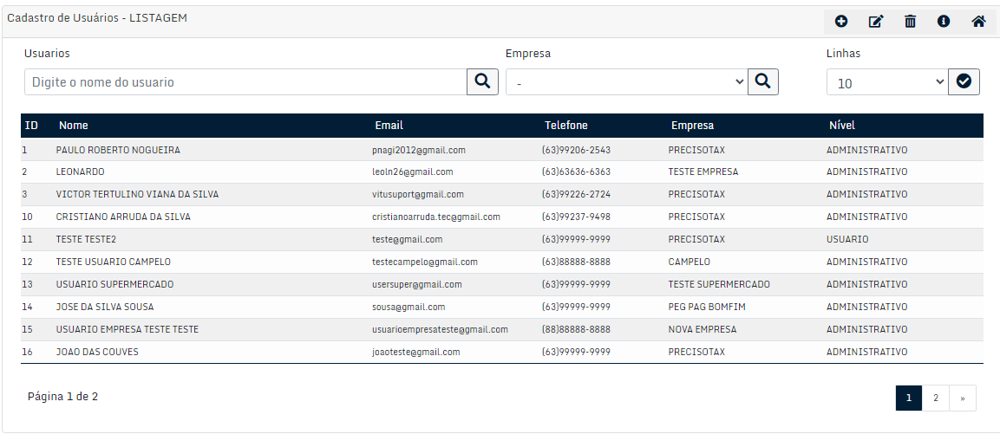 Cadastro de Usuários - LISTAGEM
Usuarios Empresa Linhas
Digite o nome do usuario - 10
ID Nome Email Telefone Empresa Nível
1 PAULO ROBERTO NOGUEIRA pnagi2012@gmail.com (63)99206-2543 PRECISOTAX ADMINISTRATIVO
2 LEONARDO leoln26@gmail.com (63)63636-6363 TESTE EMPRESA ADMINISTRATIVO
3 VICTOR TERTULINO VIANA DA SILVA vitusuport@gmail.com (63)99226-2724 PRECISOTAX ADMINISTRATIVO
10 CRISTIANO ARRUDA DA SILVA cristianoarruda.tec@gmail.com (63)99237-9498 PRECISOTAX ADMINISTRATIVO
11 TESTE TESTE2 teste@gmail.com (63)99999-9999 PRECISOTAX USUARIO
12 TESTE USUARIO CAMPELO testecampelo@gmail.com (63)88888-8888 CAMPELO ADMINISTRATIVO
13 USUARIO SUPERMERCADO usersuper@gmail.com (63)99999-9999 TESTE SUPERMERCADO ADMINISTRATIVO
14 JOSE DA SILVA SOUSA sousa@gmail.com (63)99999-9999 PEG PAG BOMFIM ADMINISTRATIVO
15 USUARIO EMPRESA TESTE TESTE usuarioempresateste@gmail.com (88)88888-8888 NOVA EMPRESA ADMINISTRATIVO
16 JOAO DAS COUVES joaoteste@gmail.com (63)99999-9999 PRECISOTAX ADMINISTRATIVO
Página 1 de 2 1 2 »